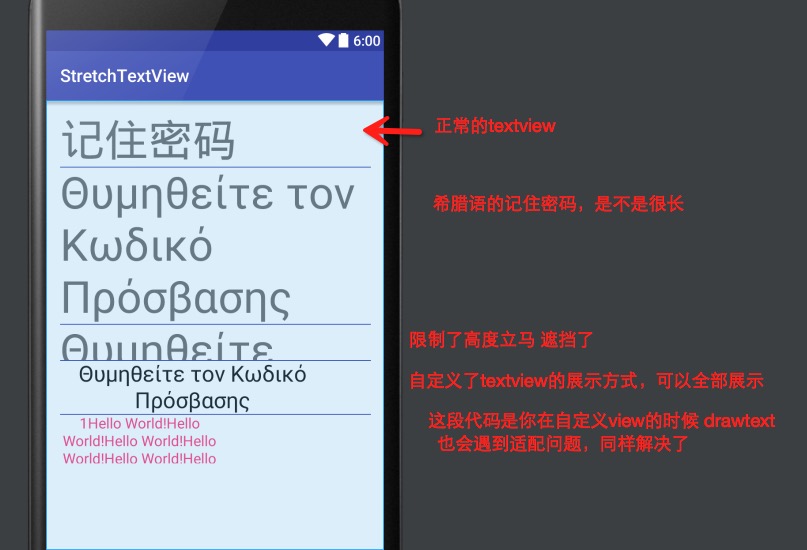 6:00
StretchTextView
记住密码
正常的textview
Θυμηθείτε τον
Κωδικό
Πρόσβασης
希腊语的记住密码，是不是很长
Θυμηθείτε
限制了高度立马 遮挡了
Θυμηθείτε τον Κωδικό
Πρόσβασης
自定义了textview的展示方式，可以全部展示
1Hello World!Hello
World!Hello World!Hello
World!Hello World!Hello
这段代码是你在自定义view的时候 drawtext
也会遇到适配问题，同样解决了